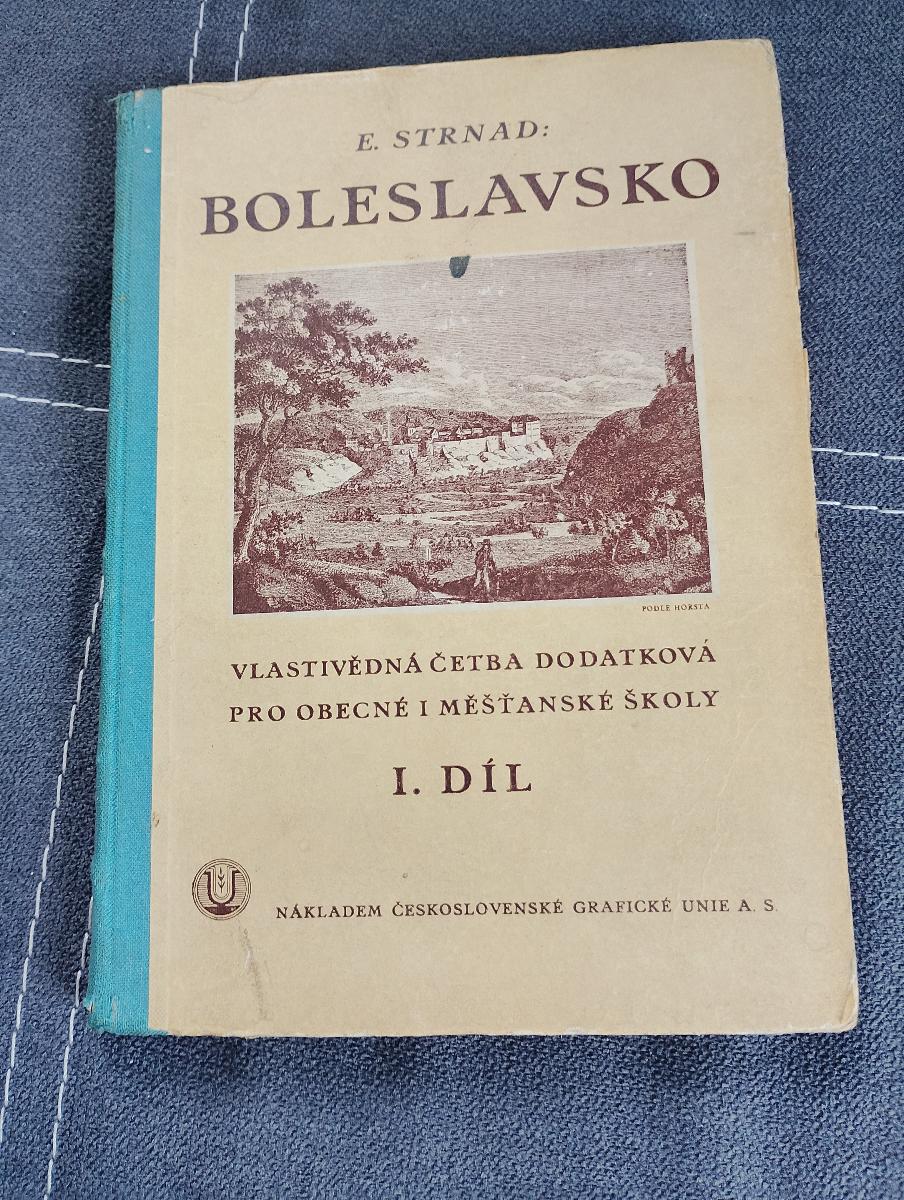 E. STRNAD:
BOLESLAVSKO
PODLE HORSTA
VLASTIVĚDNÁ ČETBA DODATKOVÁ
PRO OBECNÉ I MĚŠŤANSKÉ ŠKOLY
I. DÍL
U
NÁKLADEM ČESKOSLOVENSKÉ GRAFICKÉ UNIE A. S.